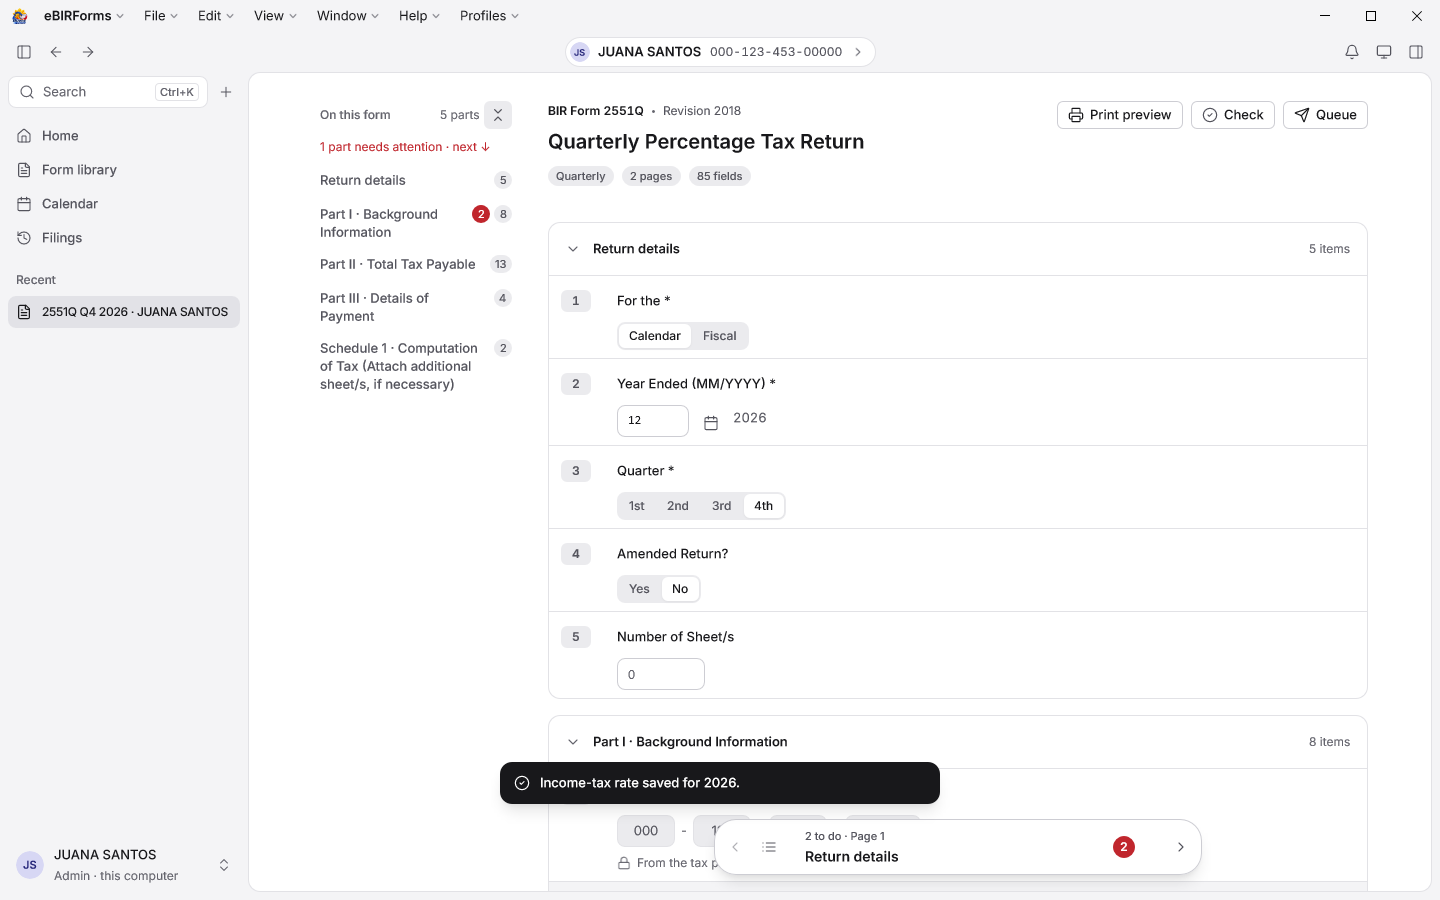 eBIRForms
File
Edit
View
Window
Help
Profiles
JS
JUANA SANTOS 000-123-453-00000
Search
Ctrl+K
Home
Form library
Calendar
Filings
Recent
2551Q Q4 2026 · JUANA SANTOS
JS
JUANA SANTOS
Admin · this computer
On this form
5 parts
1 part needs attention · next ↓
Return details
5
Part I · Background
Information
2
8
Part II · Total Tax Payable
13
Part III · Details of
Payment
4
Schedule 1 · Computation
of Tax (Attach additional
sheet/s, if necessary)
2
BIR Form 2551Q • Revision 2018
Quarterly Percentage Tax Return
Quarterly
2 pages
85 fields
Print preview
Check
Queue
Return details
5 items
1
For the *
Calendar
Fiscal
2
Year Ended (MM/YYYY) *
12
2026
3
Quarter *
1st
2nd
3rd
4th
4
Amended Return?
Yes
No
5
Number of Sheet/s
0
Part I · Background Information
8 items
Income-tax rate saved for 2026.
000 -
From the tax
2 to do · Page 1
Return details
2